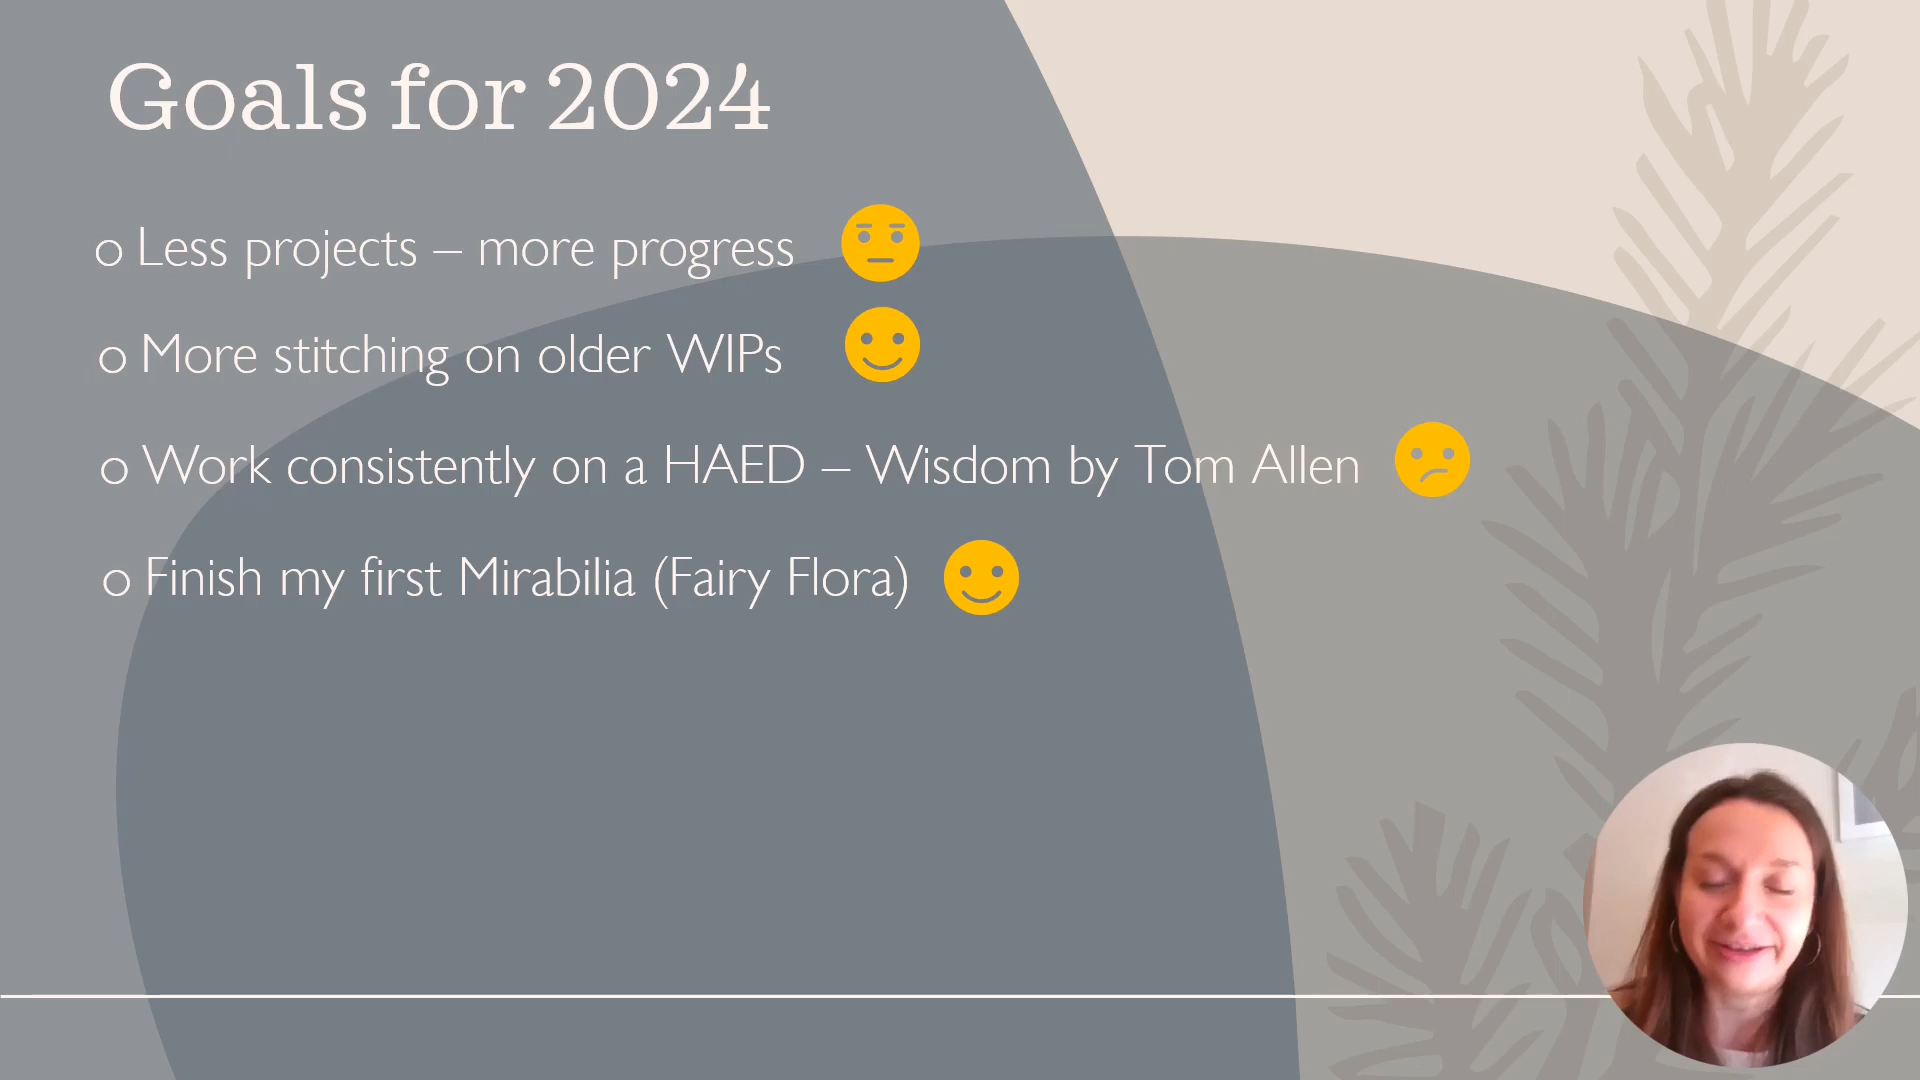 Goals for 2024
o Less projects – more progress
o More stitching on older WIPs
o Work consistently on a HAED – Wisdom by Tom Allen
o Finish my first Mirabilia (Fairy Flora)